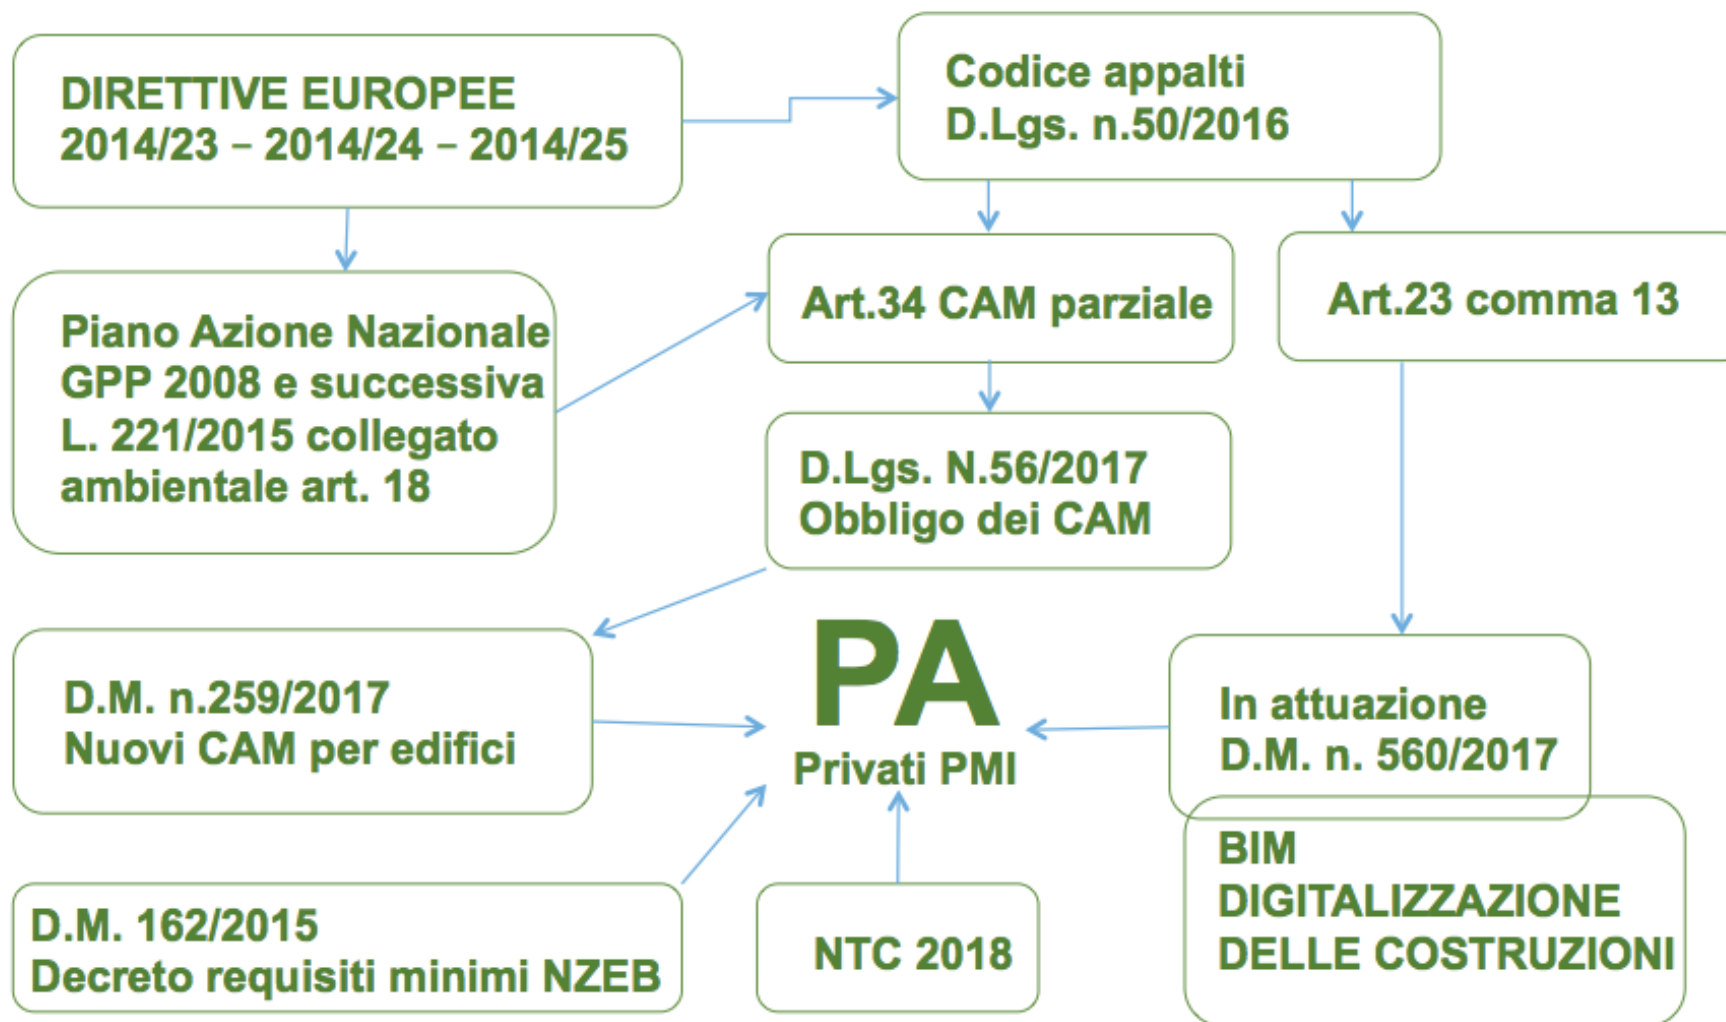 DIRETTIVE EUROPEE
2014/23 – 2014/24 – 2014/25
Codice appalti
D.Lgs. n.50/2016
Piano Azione Nazionale
GPP 2008 e successiva
L. 221/2015 collegato
ambientale art. 18
Art.34 CAM parziale
Art.23 comma 13
D.Lgs. N.56/2017
Obbligo dei CAM
D.M. n.259/2017
Nuovi CAM per edifici
PA
Privati PMI
In attuazione
D.M. n. 560/2017
BIM
DIGITALIZZAZIONE
DELLE COSTRUZIONI
D.M. 162/2015
Decreto requisiti minimi NZEB
NTC 2018